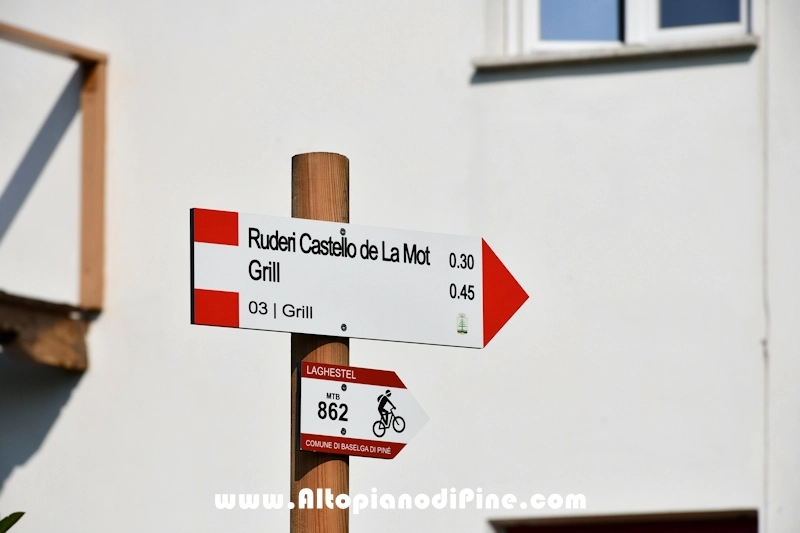 Ruderi Castello de La Mot 0.30
Grill 0.45
03 | Grill
LAGHESTEL
MTB
862
COMUNE DI BASELGA DI PINÉ
www.AltopianodiPine.com